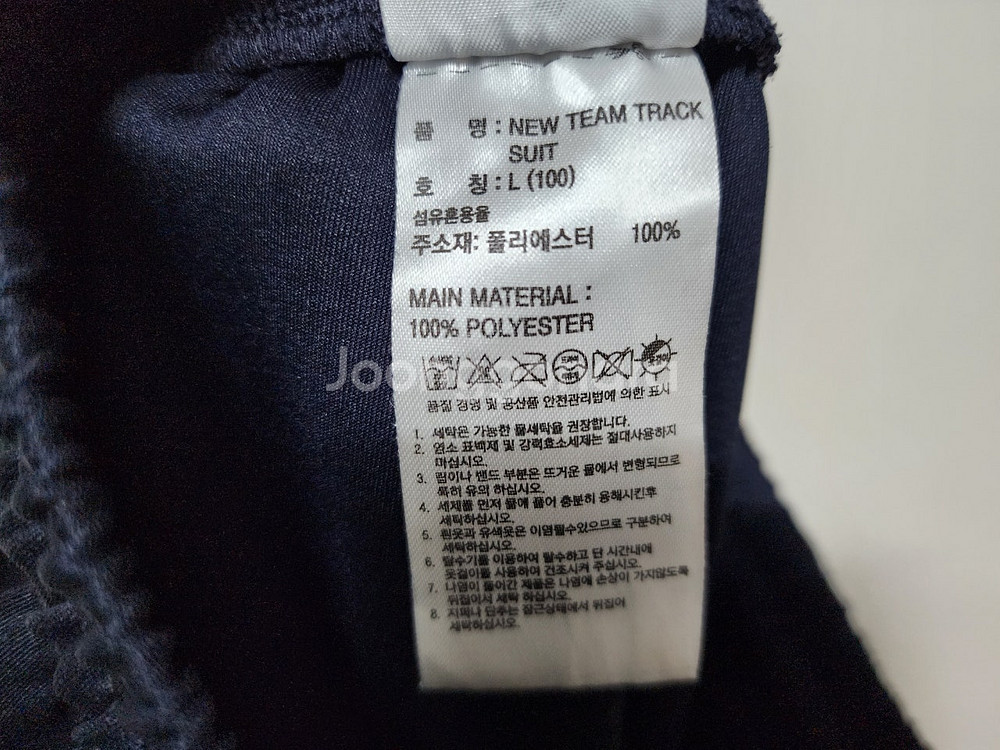 품 명 : NEW TEAM TRACK
SUIT
호 칭 : L (100)
섬유혼용율
주소재: 폴리에스터 100%
MAIN MATERIAL :
100% POLYESTER
품질 경영 및 공산품 안전관리법에 의한 표시
1. 세탁은 가능한 물세탁을 권장합니다.
2. 염소 표백제 및 강력효소세제는 절대사용하지
마십시오.
3. 림이나 밴드 부분은 뜨거운 물에서 변형되므로
특히 유의 하십시오.
4. 세제를 먼저 물에 풀어 충분히 용해시킨후
세탁하십시오.
5. 흰옷과 유색옷은 이염될수있으므로 구분하여
세탁하십시오.
6. 탈수기를 이용하여 탈수하고 단 시간내에
옷걸이를 사용하여 건조시켜 주십시오.
7. 나염이 들어간 제품은 나염에 손상이 가지않도록
뒤집어서 세탁 하십시오.
8. 지퍼나 단추는 잠근상태에서 뒤집어
세탁하십시오.